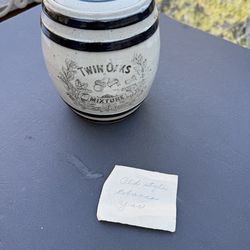 TWIN OAKS
MIXTURE
Old style
tobacco
jar